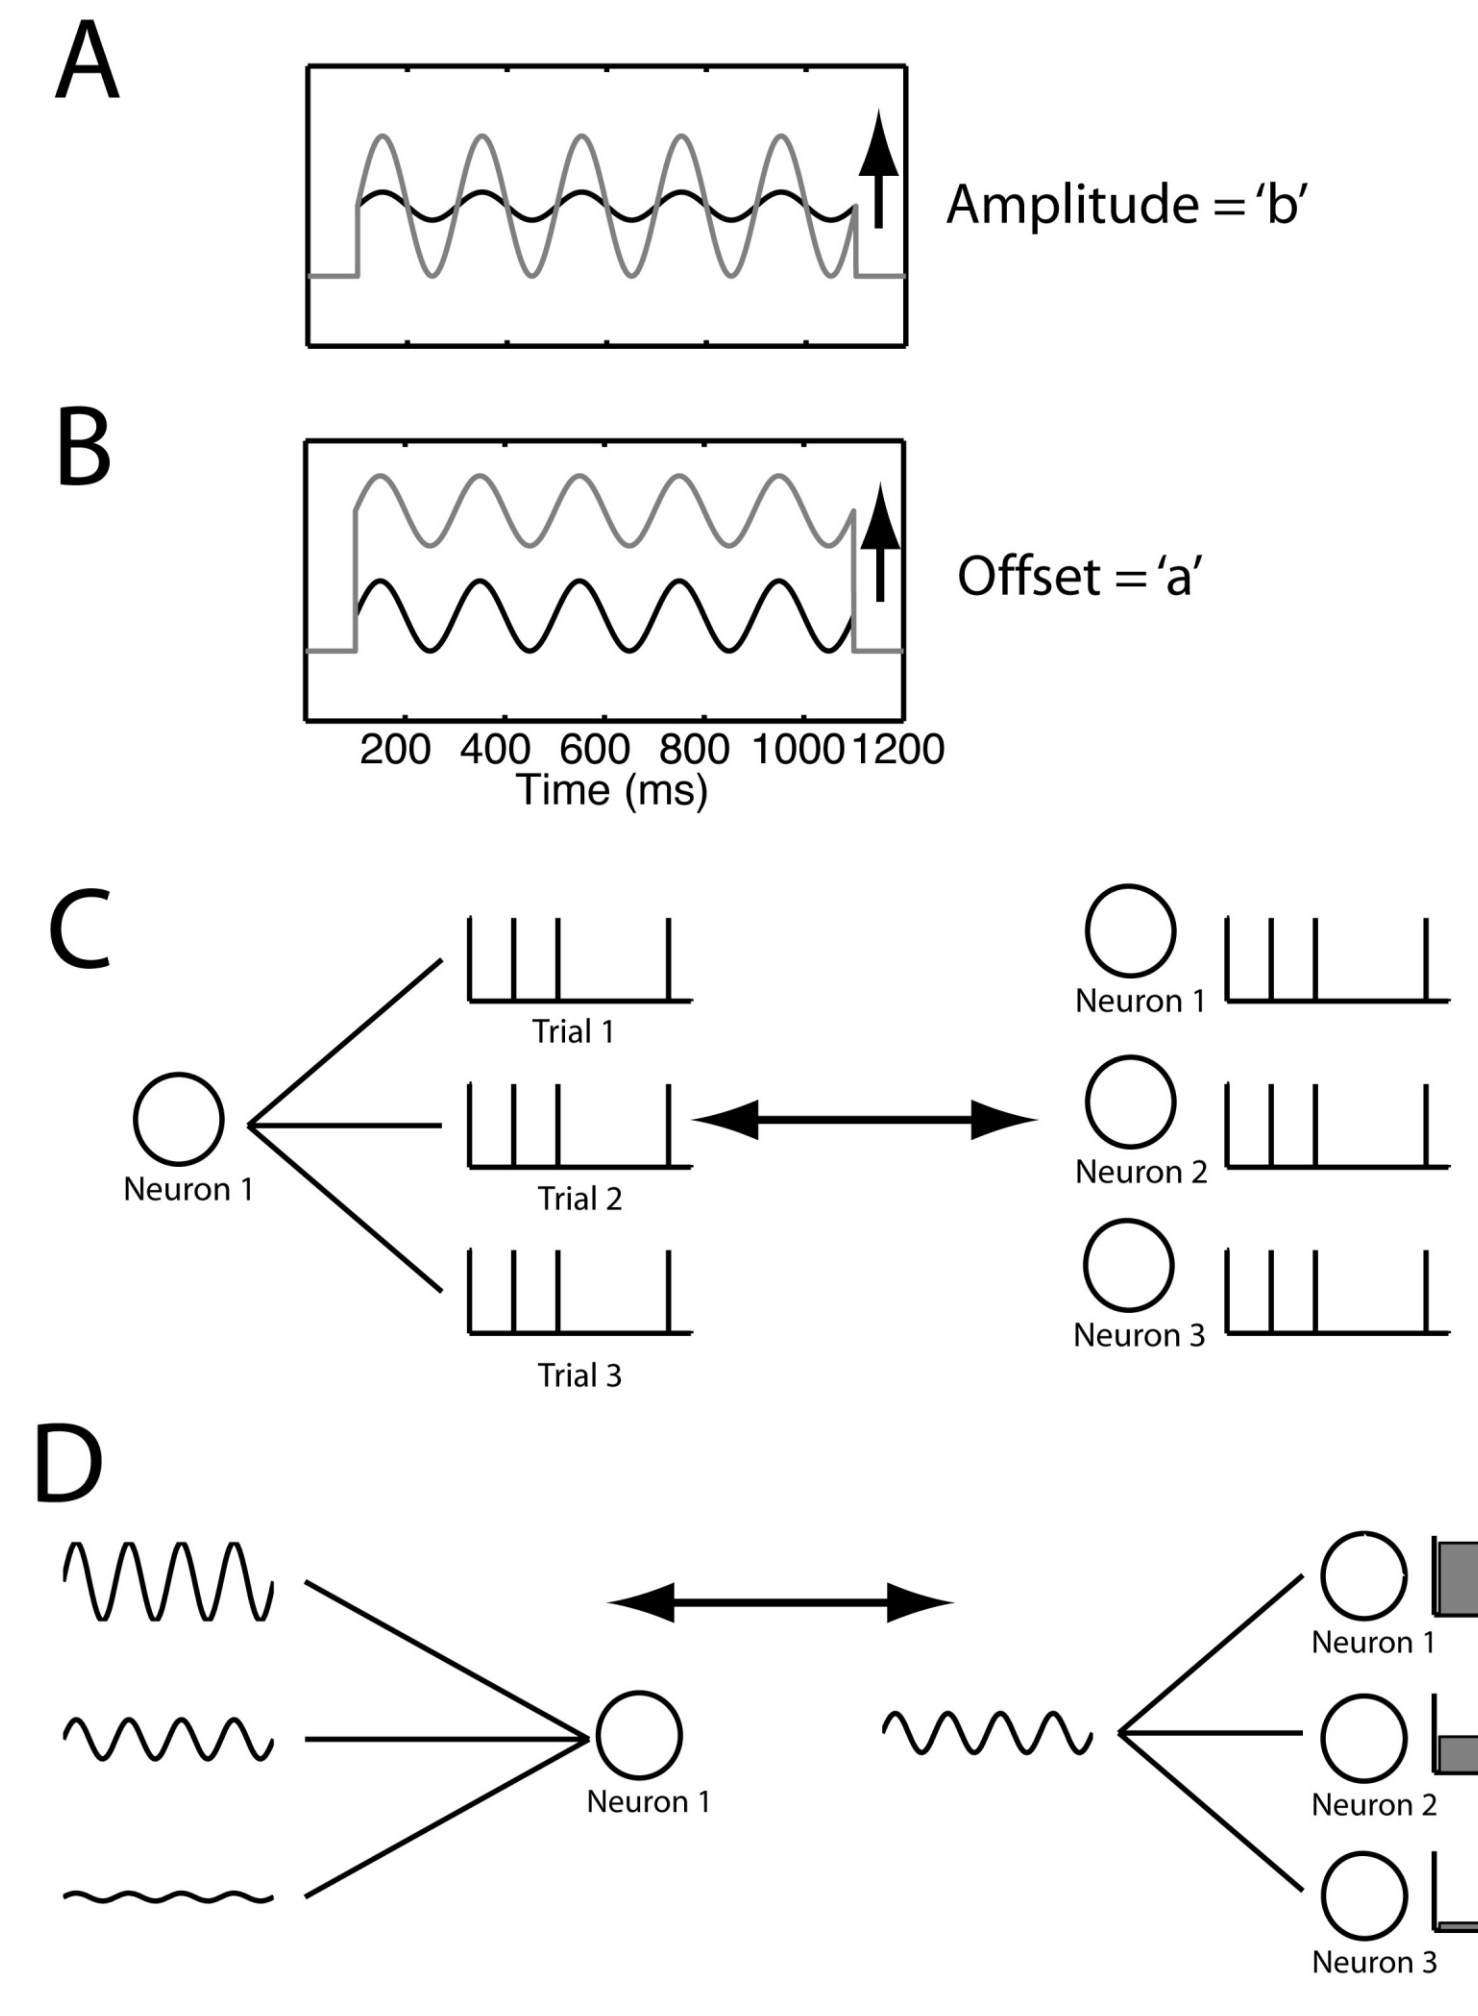 A
Amplitude = ‘b’
B
Offset = ‘a’
200 400 600 800 1000 1200
Time (ms)
C
Neuron 1
Trial 1
Trial 2
Trial 3
Neuron 1
Neuron 2
Neuron 3
D
Neuron 1
Neuron 1
Neuron 2
Neuron 3